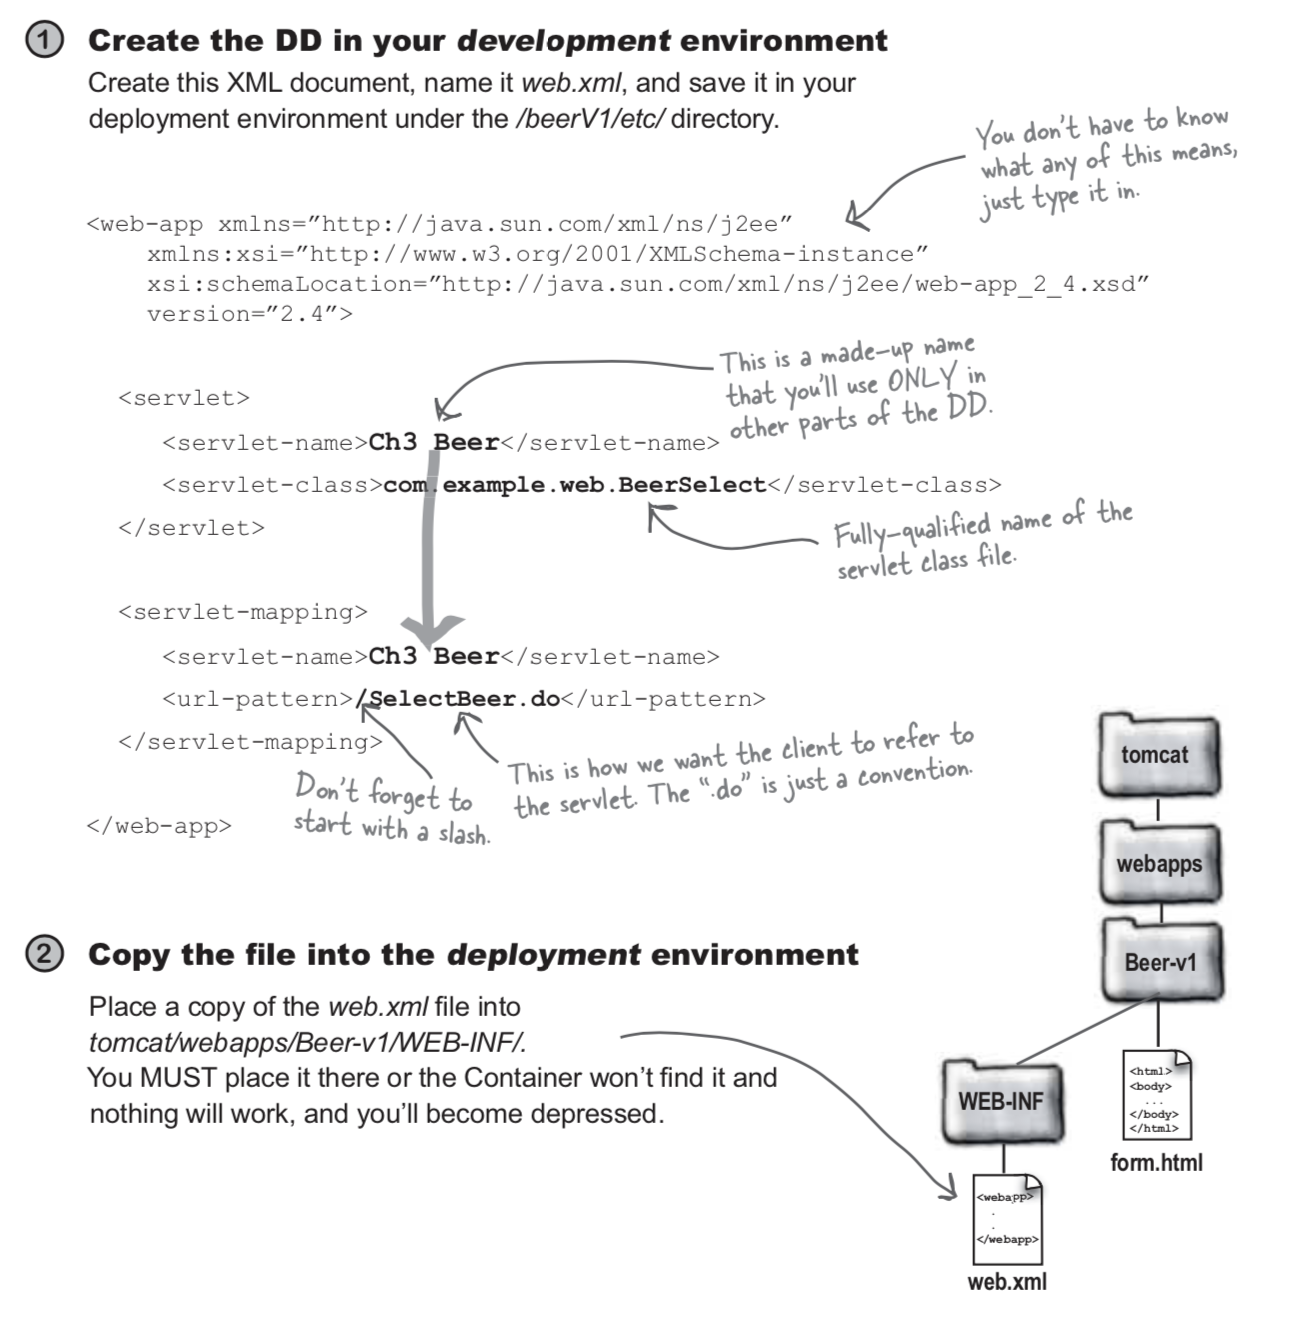 1 Create the DD in your development environment
Create this XML document, name it web.xml, and save it in your
deployment environment under the /beerV1/etc/ directory.
You don't have to know
what any of this means,
just type it in.
<web-app xmlns=”http://java.sun.com/xml/ns/j2ee”
xmlns:xsi=”http://www.w3.org/2001/XMLSchema-instance”
xsi:schemaLocation=”http://java.sun.com/xml/ns/j2ee/web-app_2_4.xsd”
version=”2.4”>
This is a made-up name
that you'll use ONLY in
other parts of the DD.
<servlet>
<servlet-name>Ch3 Beer</servlet-name>
<servlet-class>com.example.web.BeerSelect</servlet-class>
</servlet>
Fully-qualified name of the
servlet class file.
<servlet-mapping>
<servlet-name>Ch3 Beer</servlet-name>
<url-pattern>/SelectBeer.do</url-pattern>
</servlet-mapping>
Don't forget to
start with a slash.
This is how we want the client to refer to
the servlet. The “.do” is just a convention.
</web-app>
2 Copy the file into the deployment environment
Place a copy of the web.xml file into
tomcat/webapps/Beer-v1/WEB-INF/.
You MUST place it there or the Container won’t find it and
nothing will work, and you’ll become depressed.
tomcat
webapps
Beer-v1
WEB-INF
<html>
<body>
...
</body>
</html>
form.html
<webapp>
.
.
</webapp>
web.xml